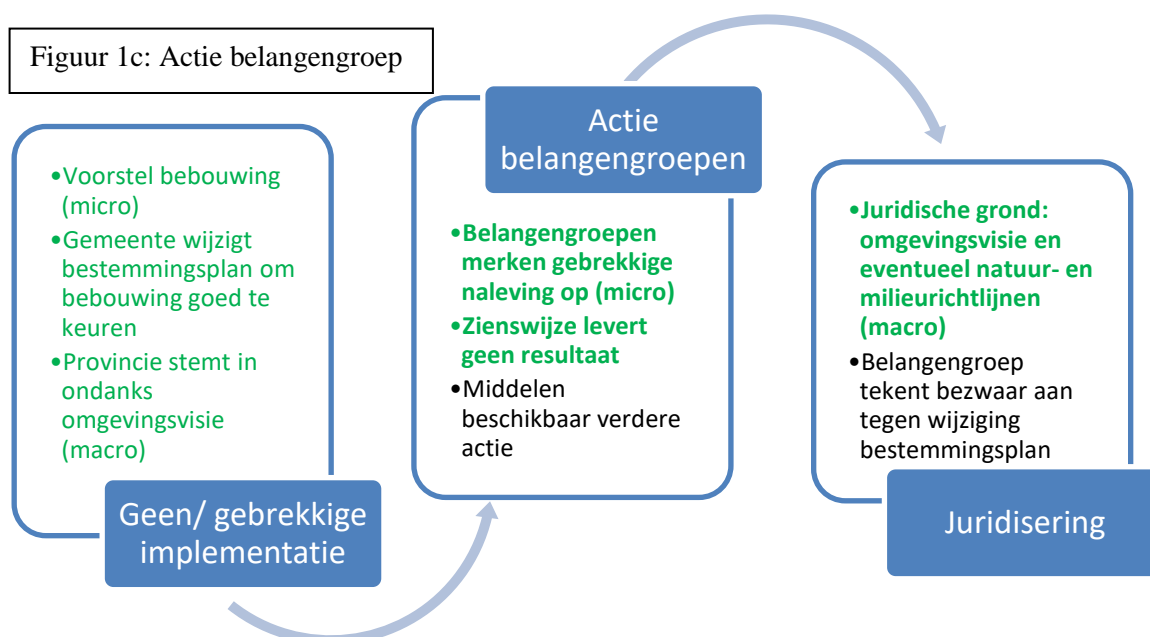 Figuur 1c: Actie belangengroep
•Voorstel bebouwing
(micro)
•Gemeente wijzigt
bestemmingsplan om
bebouwing goed te
keuren
•Provincie stemt in
ondanks
omgevingsvisie
(macro)
Geen/ gebrekkige
implementatie
Actie
belangengroepen
•Belangengroepen
merken gebrekkige
naleving op (micro)
•Zienswijze levert
geen resultaat
•Middelen
beschikbaar verdere
actie
•Juridische grond:
omgevingsvisie en
eventueel natuur- en
milieurichtlijnen
(macro)
•Belangengroep
tekent bezwaar aan
tegen wijziging
bestemmingsplan
Juridisering